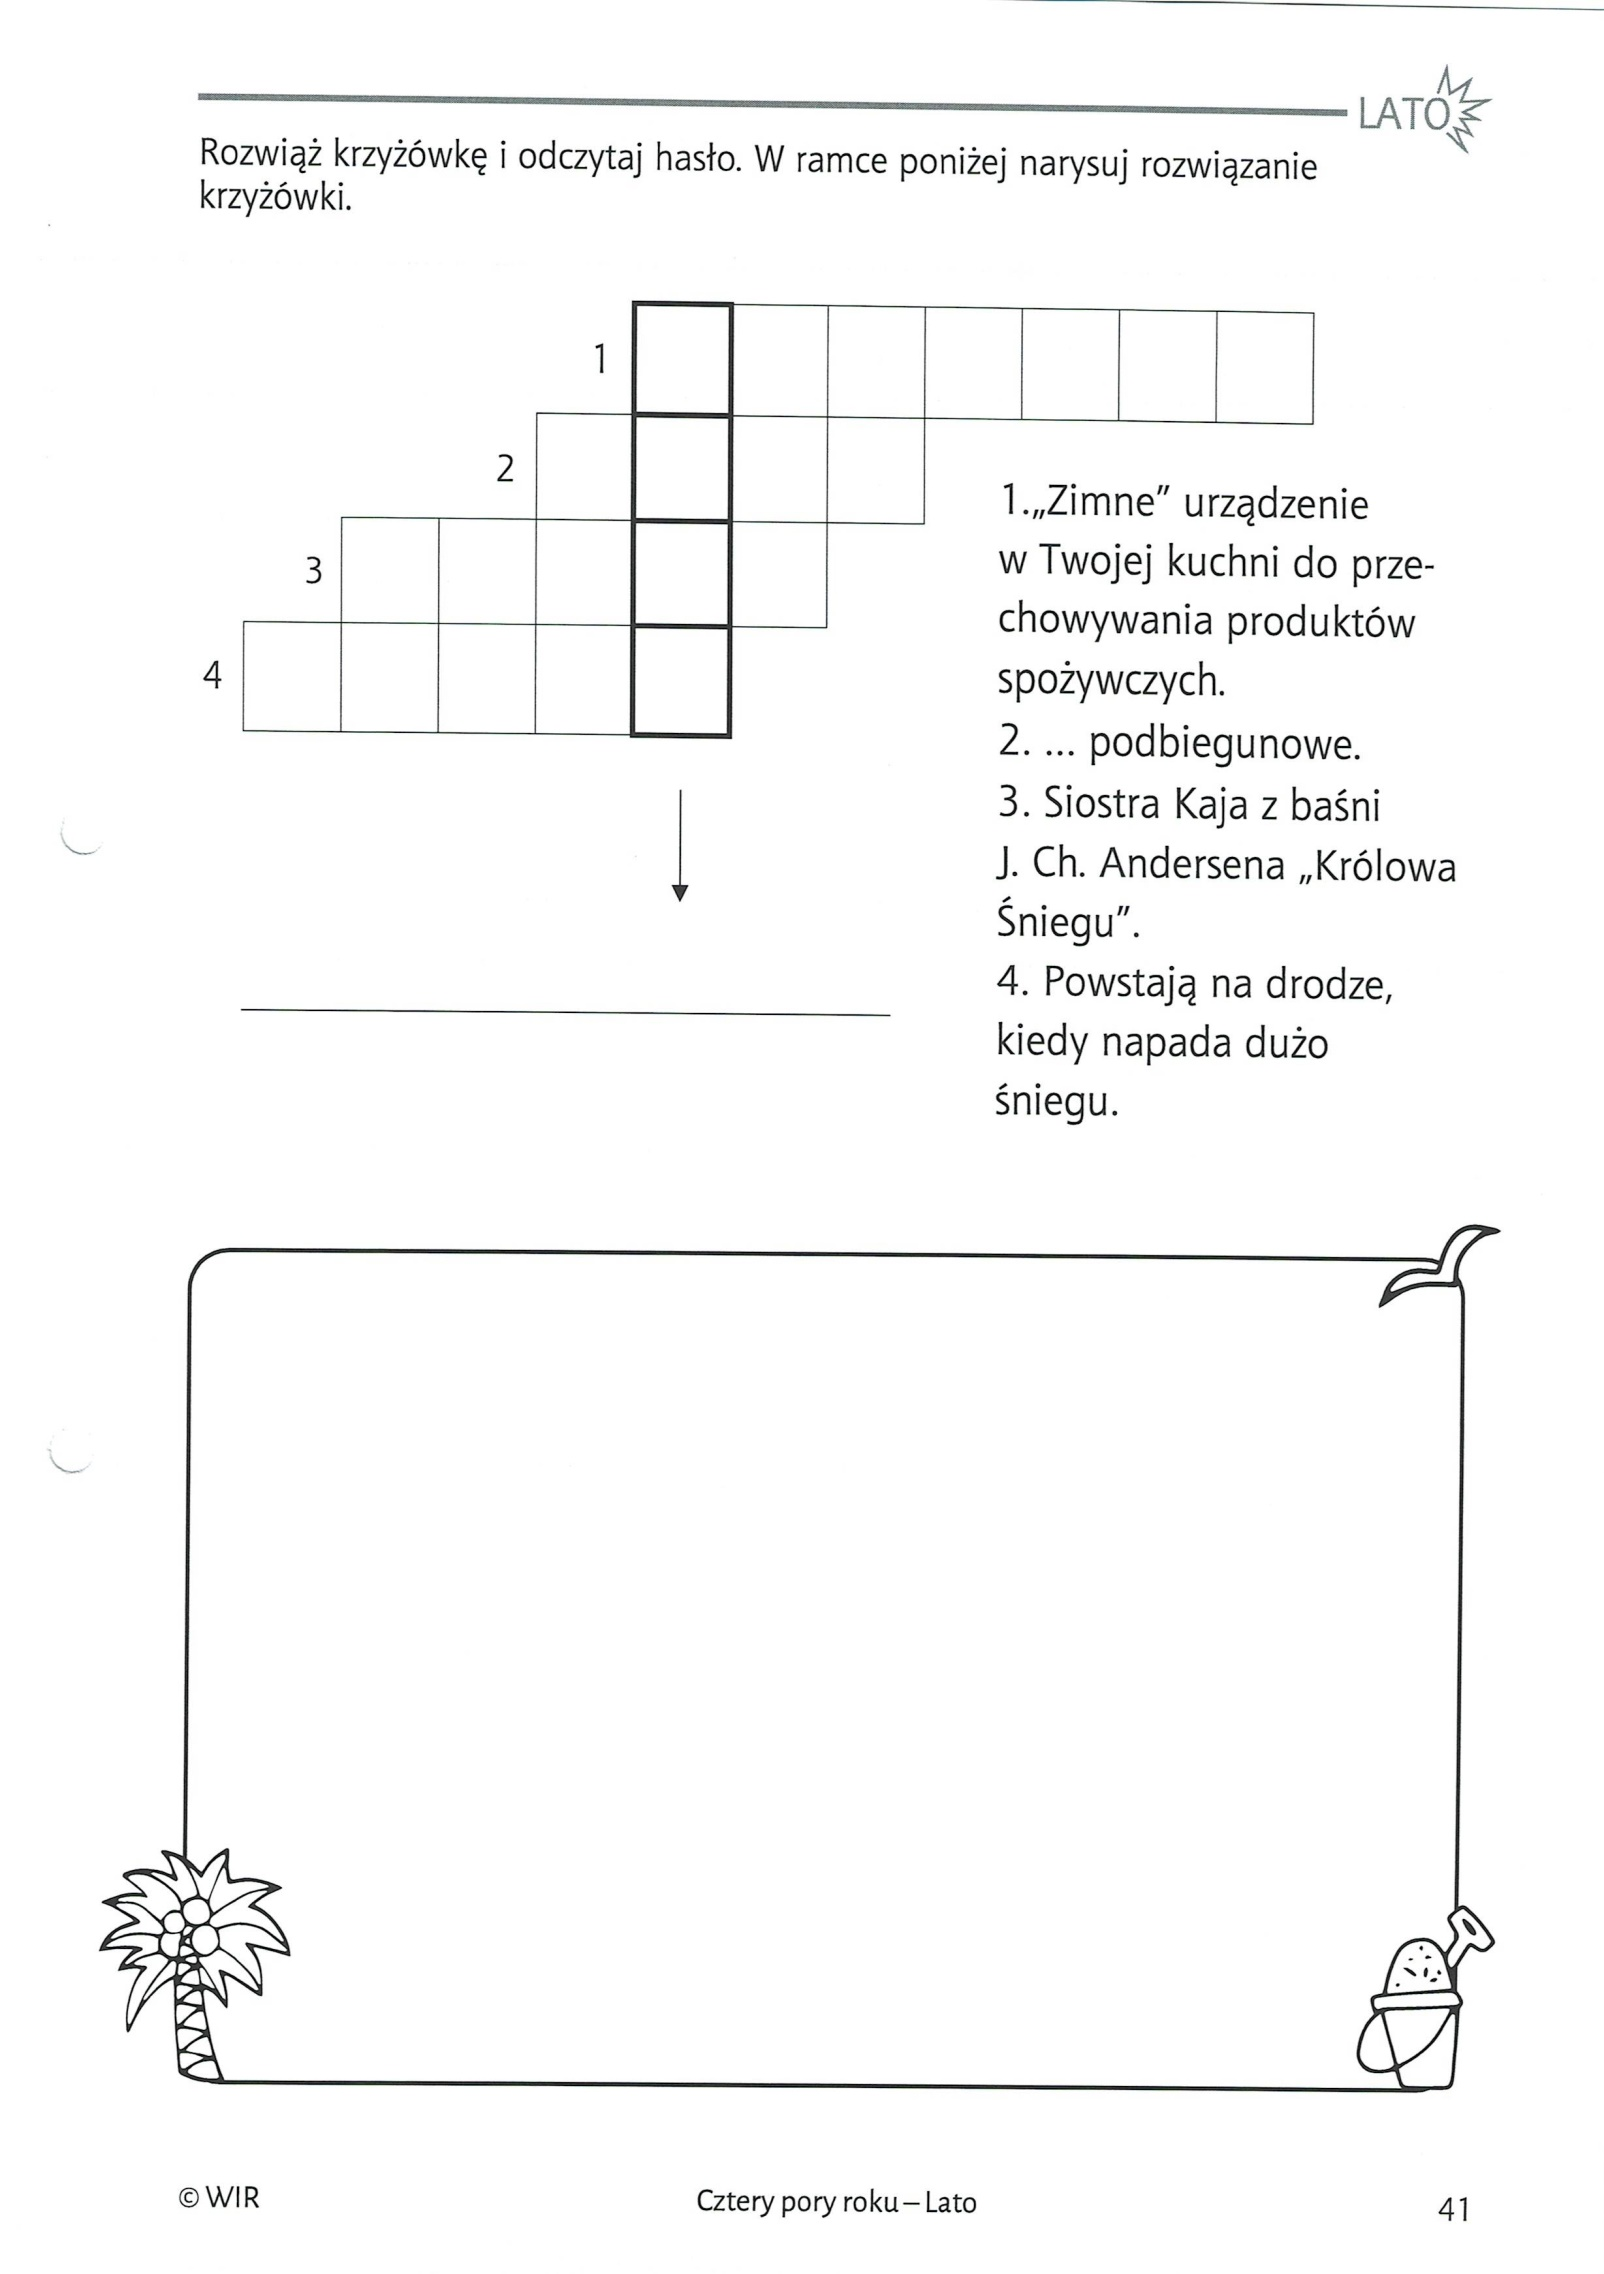 LATO
Rozwiąż krzyżówkę i odczytaj hasło. W ramce poniżej narysuj rozwiązanie
krzyżówki.
1
2
3
4
1.„Zimne” urządzenie
w Twojej kuchni do prze-
chowywania produktów
spożywczych.
2. ... podbiegunowe.
3. Siostra Kaja z baśni
J. Ch. Andersena „Królowa
Śniegu”.
4. Powstają na drodze,
kiedy napada dużo
śniegu.
© WIR
Cztery pory roku – Lato
41